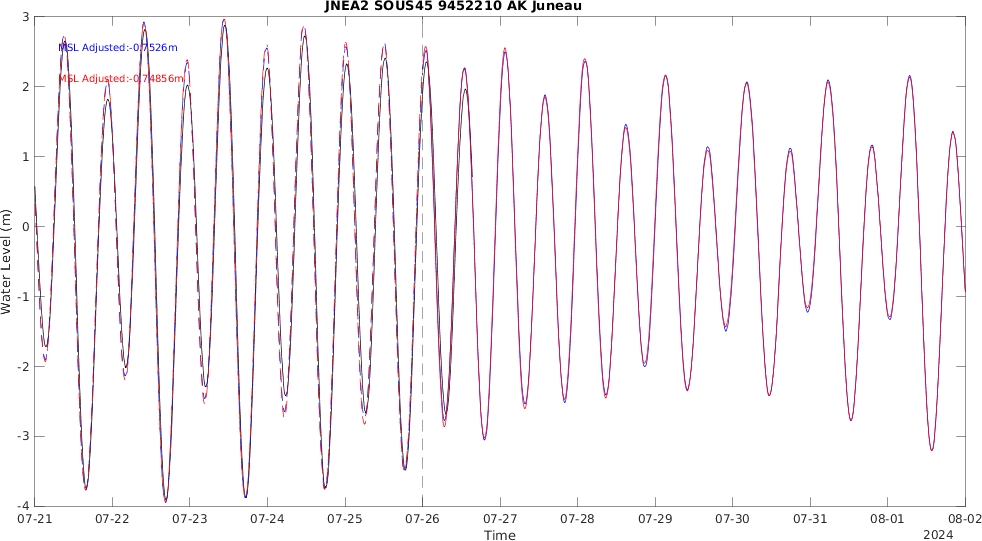 JNEA2 SOUS45 9452210 AK Juneau
MSL Adjusted:-0.7526m
MSL Adjusted:-0.74856m
Water Level (m)
3
2
1
0
-1
-2
-3
-4
07-21 07-22 07-23 07-24 07-25 07-26 07-27 07-28 07-29 07-30 07-31 08-01 08-02
Time
2024